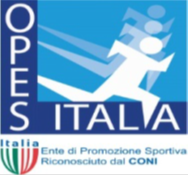 OPES
ITALIA
Italia
Ente di Promozione Sportiva
Riconosciuto dal CONI